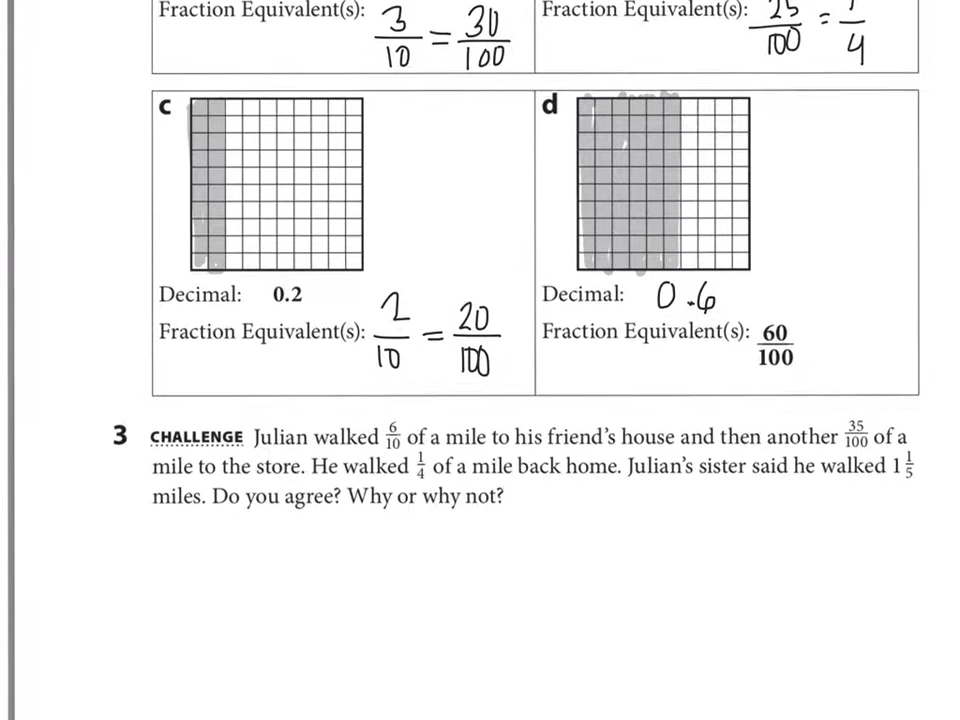 Fraction Equivalent(s): 3/10 = 30/100
Fraction Equivalent(s): 25/100 = 1/4
c
Decimal: 0.2
Fraction Equivalent(s): 2/10 = 20/100
d
Decimal: 0.6
Fraction Equivalent(s): 60/100
3 CHALLENGE Julian walked 6/10 of a mile to his friend's house and then another 35/100 of a
mile to the store. He walked 1/4 of a mile back home. Julian's sister said he walked 1 1/5
miles. Do you agree? Why or why not?